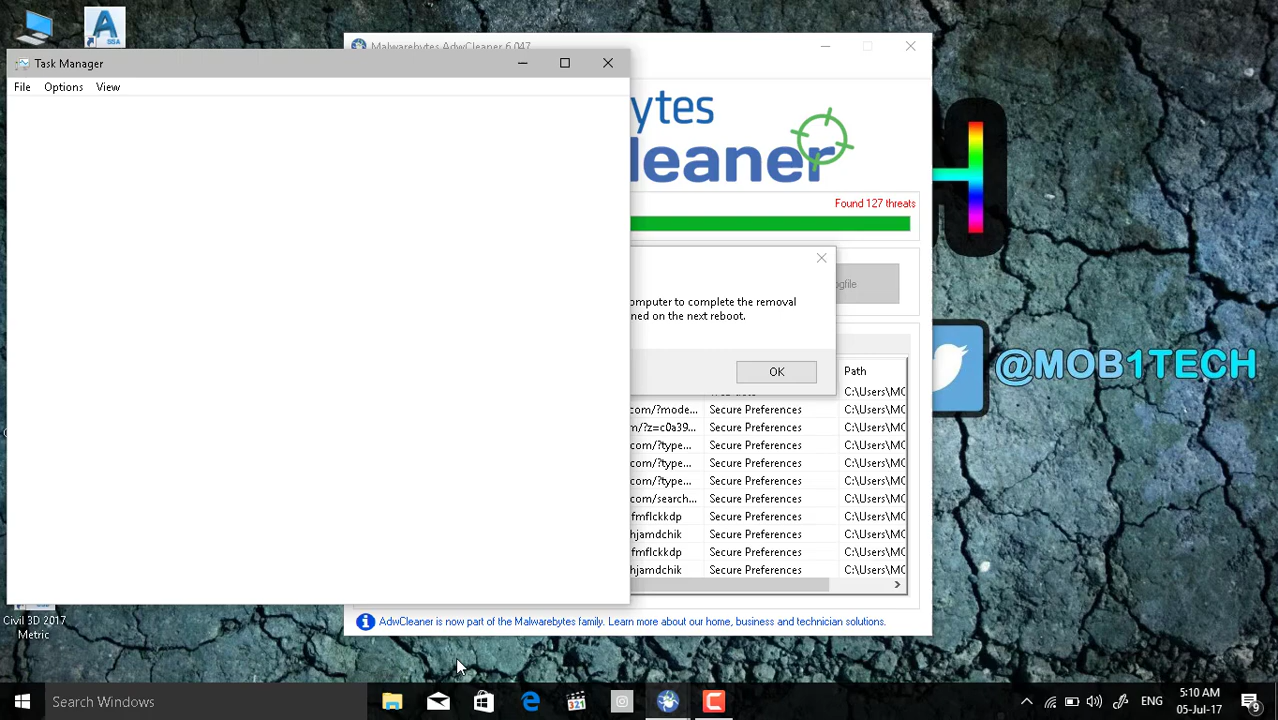 SSA
Malwarebytes AdwCleaner 6.047
Task Manager
File Options View
ytes
leaner
Found 127 threats
gfile
omputer to complete the removal
ned on the next reboot.
OK
Path
C:\Users\MC
com/?mode... Secure Preferences C:\Users\MC
m/?z=c0a39... Secure Preferences C:\Users\MC
com/?type... Secure Preferences C:\Users\MC
com/?type... Secure Preferences C:\Users\MC
com/?type... Secure Preferences C:\Users\MC
com/search... Secure Preferences C:\Users\MC
fmflckkdp Secure Preferences C:\Users\MC
hjamdchik Secure Preferences C:\Users\MC
fmflckkdp Secure Preferences C:\Users\MC
hjamdchik Secure Preferences C:\Users\MC
@MOB1TECH
Civil 3D 2017
Metric
AdwCleaner is now part of the Malwarebytes family. Learn more about our home, business and technician solutions.
Search Windows
321
ENG
5:10 AM
05-Jul-17
9